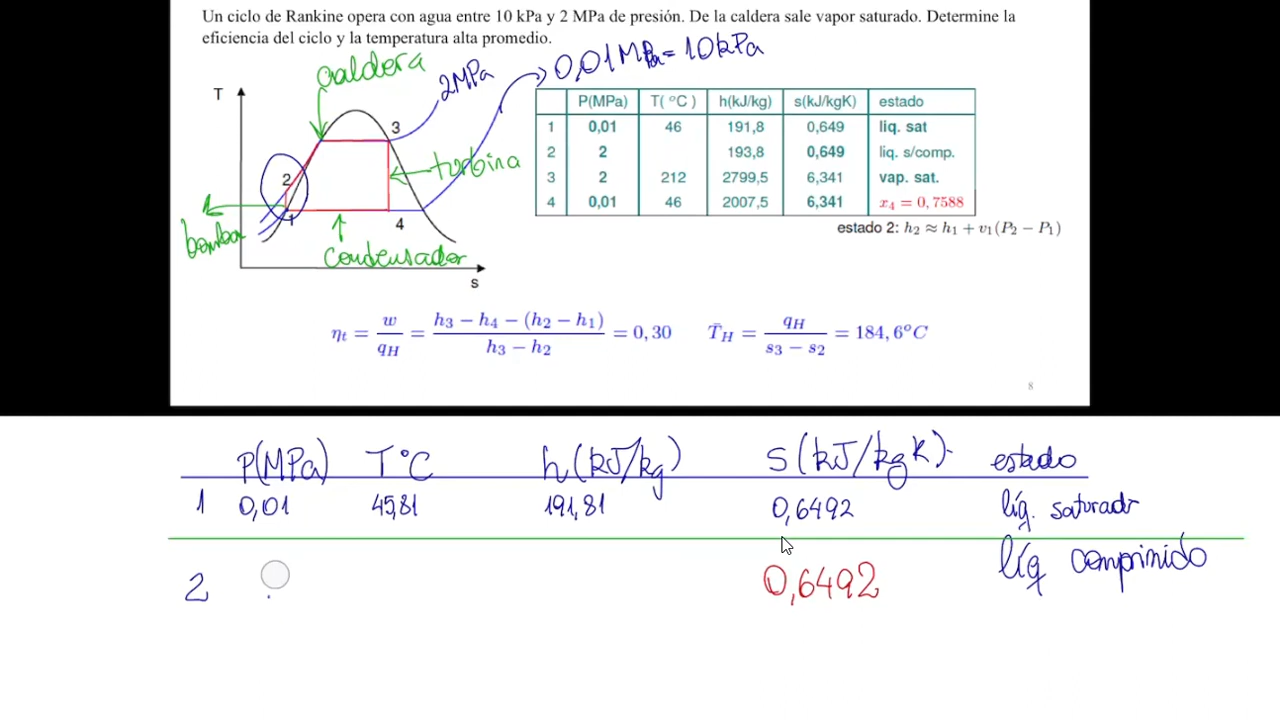 Un ciclo de Rankine opera con agua entre 10 kPa y 2 MPa de presión. De la caldera sale vapor saturado. Determine la
eficiencia del ciclo y la temperatura alta promedio.
0,01MPa = 10kPa
caldera
2MPa
T
3
turbina
2
1
4
bomba
condensador
s
P(MPa) T(°C) h(kJ/kg) s(kJ/kgK) estado
1 0,01 46 191,8 0,649 liq. sat
2 2 193,8 0,649 liq. s/comp.
3 2 212 2799,5 6,341 vap. sat.
4 0,01 46 2007,5 6,341 x₄ = 0,7588
estado 2: h₂ ≈ h₁ + v₁(P₂ − P₁)
ηt = w/qH = (h₃ − h₄ − (h₂ − h₁))/(h₃ − h₂) = 0,30 T̄H = qH/(s₃ − s₂) = 184,6°C
8
P(MPa) T°C h(kJ/kg) s(kJ/kgK). estado
1 0,01 45,81 191,81 0,6492 líq. saturado
2 0,6492 líq comprimido